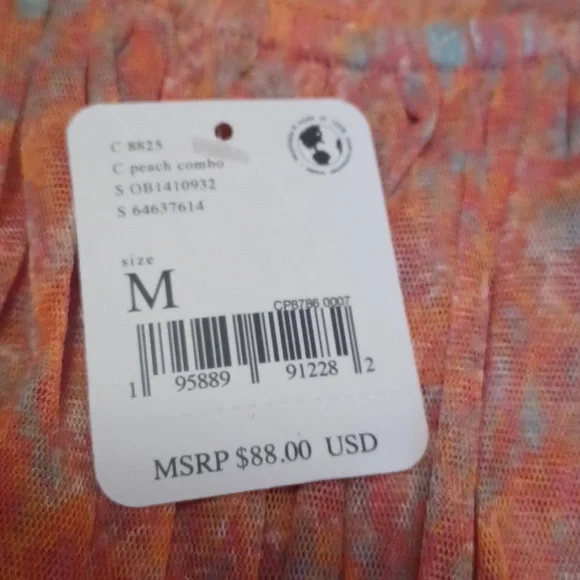 C 8825
C peach combo
S OB1410932
S 64637614
size
M
CP8786 0007
1 95889 91228 2
MSRP $88.00 USD